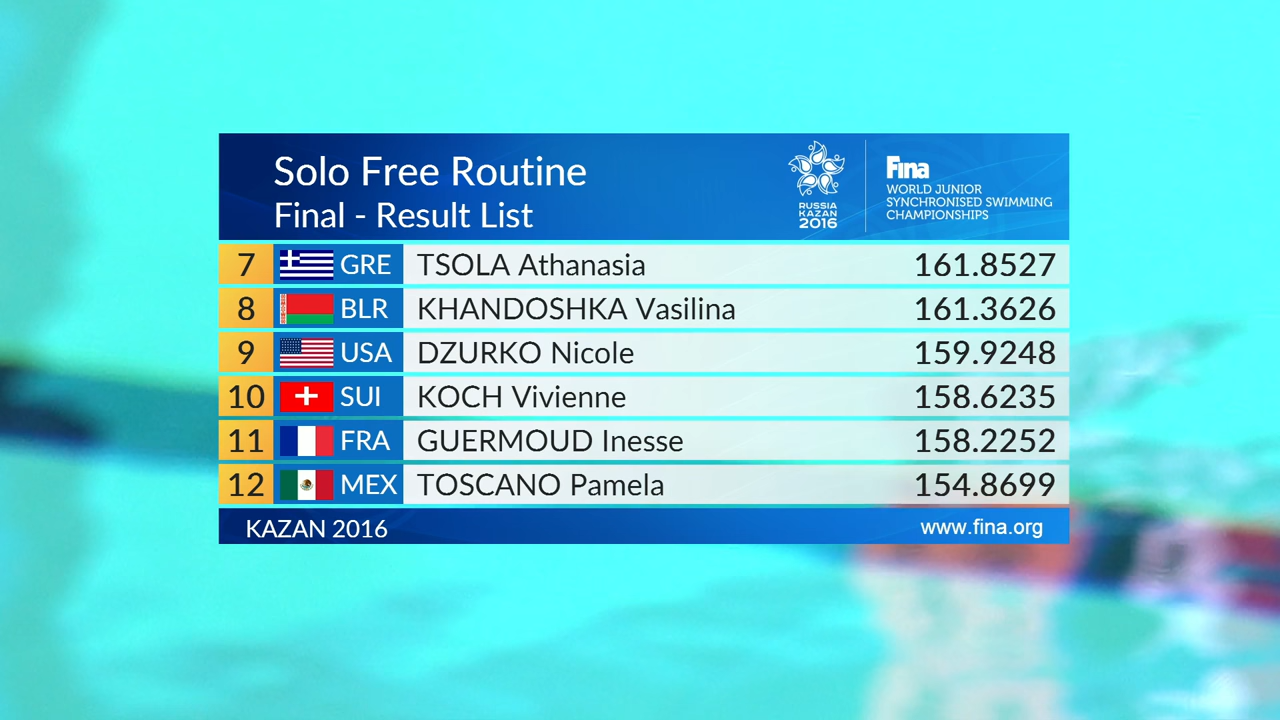 Solo Free Routine
Final - Result List
RUSSIA
KAZAN
2016
Fina
WORLD JUNIOR
SYNCHRONISED SWIMMING
CHAMPIONSHIPS
7 GRE TSOLA Athanasia 161.8527
8 BLR KHANDOSHKA Vasilina 161.3626
9 USA DZURKO Nicole 159.9248
10 SUI KOCH Vivienne 158.6235
11 FRA GUERMOUD Inesse 158.2252
12 MEX TOSCANO Pamela 154.8699
KAZAN 2016 www.fina.org